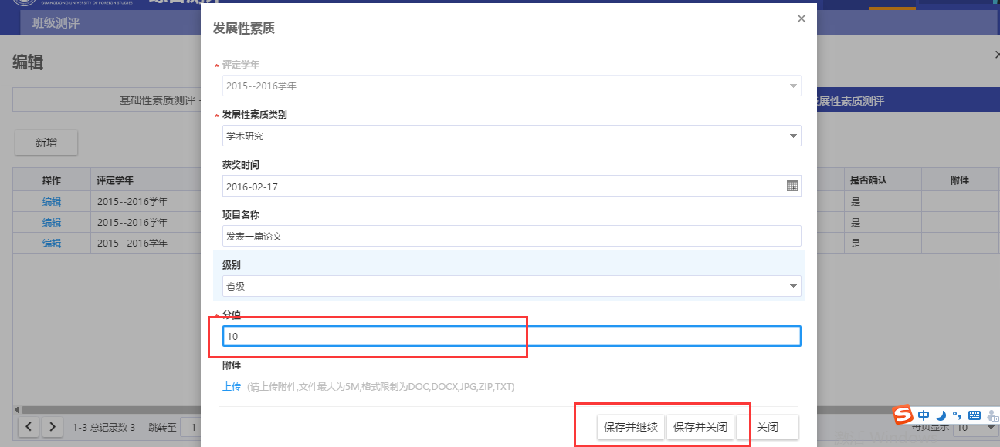 GUANGDONG UNIVERSITY OF FOREIGN STUDIES
综合测评
班级测评
编辑
基础性素质测评 -
发展性素质测评
新增
操作 评定学年 是否确认 附件
编辑 2015--2016学年 是
编辑 2015--2016学年 是
编辑 2015--2016学年 是
1-3 总记录数 3 跳转至 1
每页显示 10
发展性素质
* 评定学年
2015--2016学年
* 发展性素质类别
学术研究
获奖时间
2016-02-17
项目名称
发表一篇论文
级别
省级
* 分值
10
附件
上传 (请上传附件,文件最大为5M,格式限制为DOC,DOCX,JPG,ZIP,TXT)
保存并继续 保存并关闭 关闭
S 中
激活 Windows